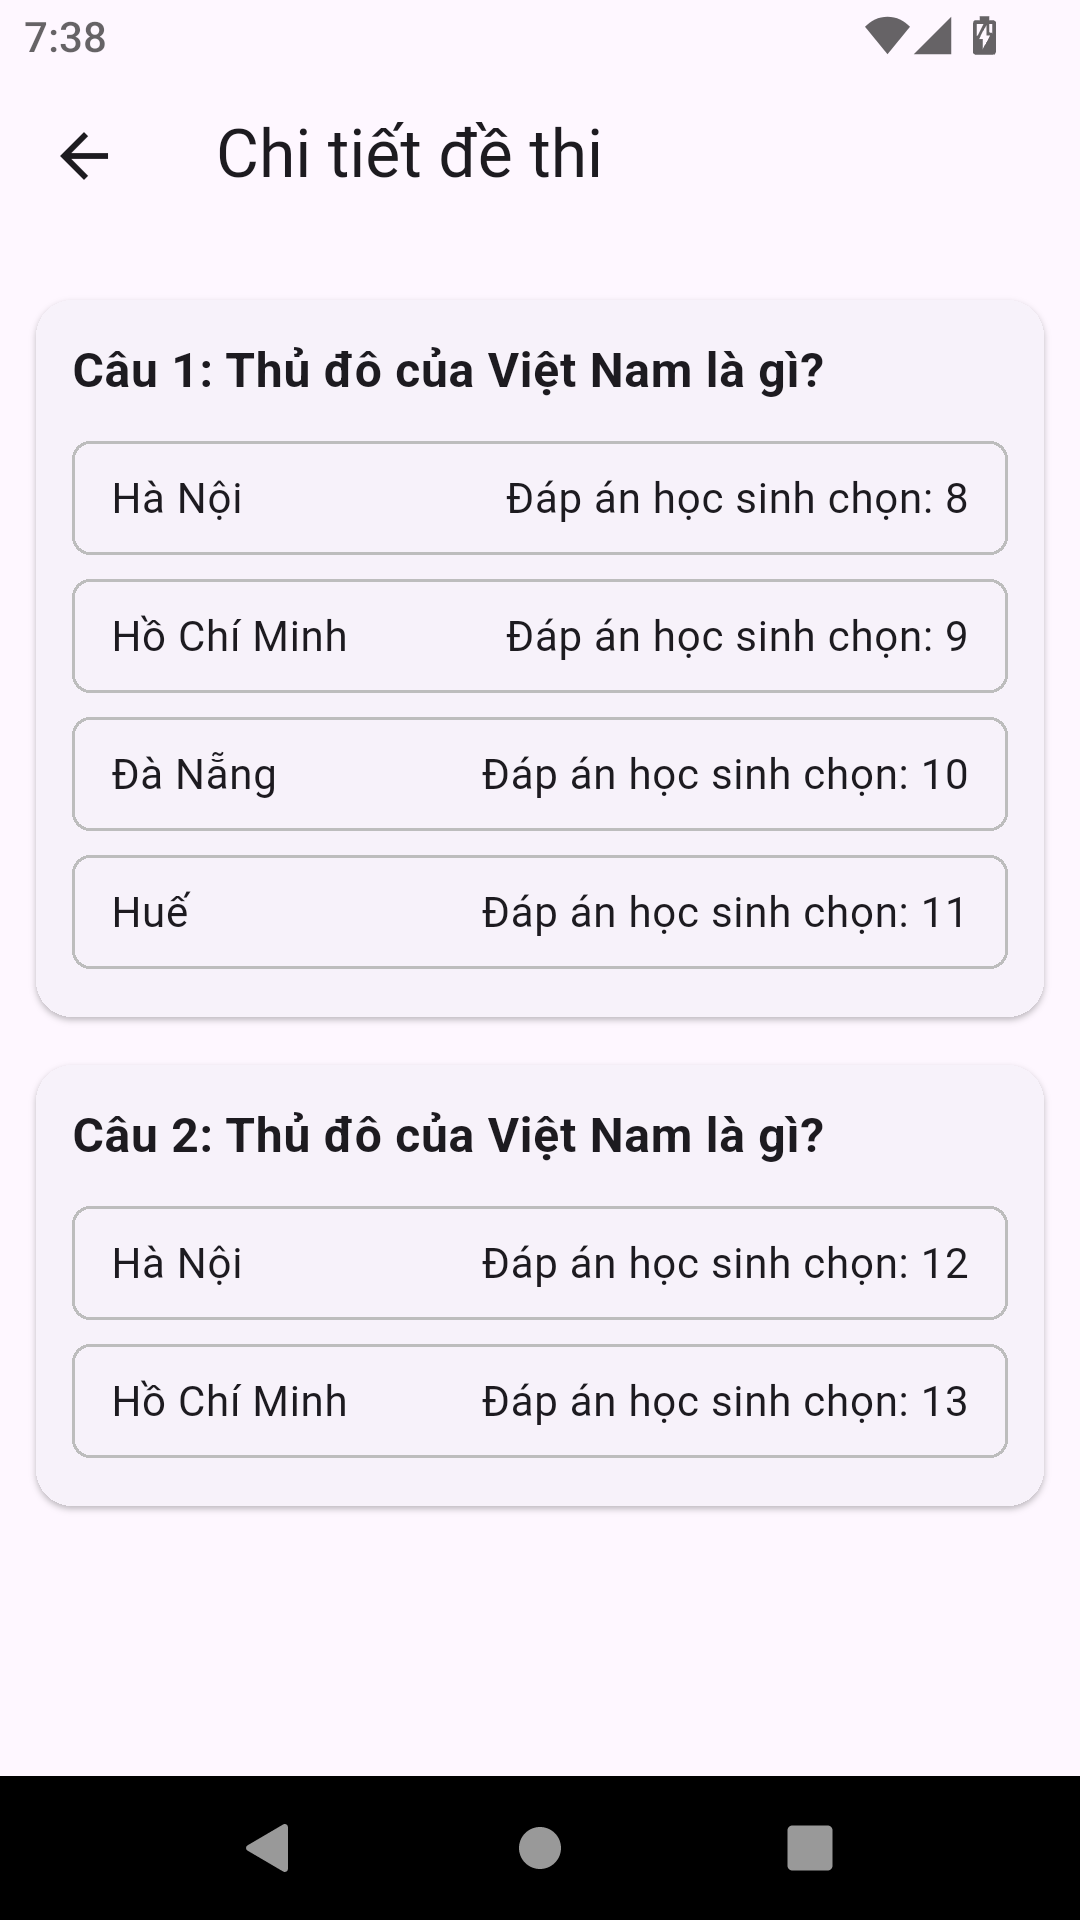 7:38
Chi tiết đề thi
Câu 1: Thủ đô của Việt Nam là gì?
Hà Nội Đáp án học sinh chọn: 8
Hồ Chí Minh Đáp án học sinh chọn: 9
Đà Nẵng Đáp án học sinh chọn: 10
Huế Đáp án học sinh chọn: 11
Câu 2: Thủ đô của Việt Nam là gì?
Hà Nội Đáp án học sinh chọn: 12
Hồ Chí Minh Đáp án học sinh chọn: 13